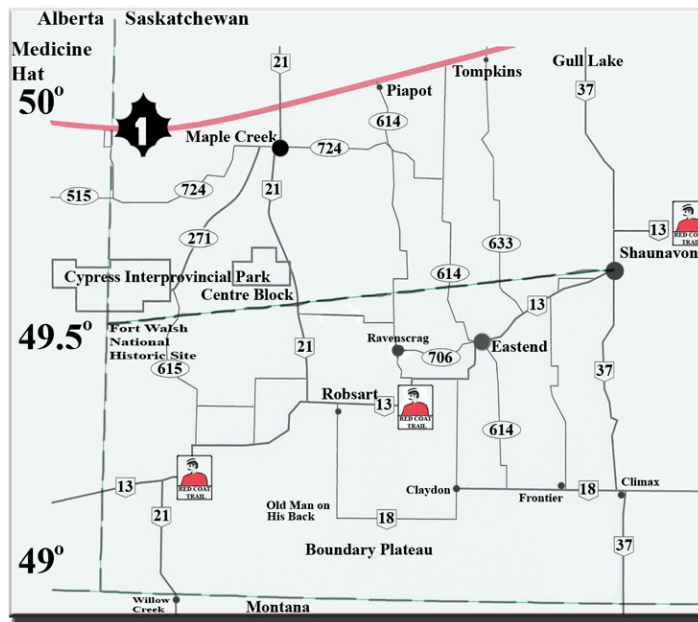 Alberta Saskatchewan
Medicine
Hat
50°
1
21
Tompkins
Gull Lake
37
Piapot
614
Maple Creek
724
724
515
724
21
271
633
614
13
RED COAT
TRAIL
Shaunavon
Cypress Interprovincial Park
Centre Block
13
Fort Walsh
National
Historic Site
49.5°
21
Ravenscrag
706
Eastend
615
37
Robsart
13
RED COAT
TRAIL
614
RED COAT
TRAIL
13
21
Claydon
Frontier
18
Climax
Old Man on
His Back
18
37
Boundary Plateau
49°
Willow
Creek
Montana